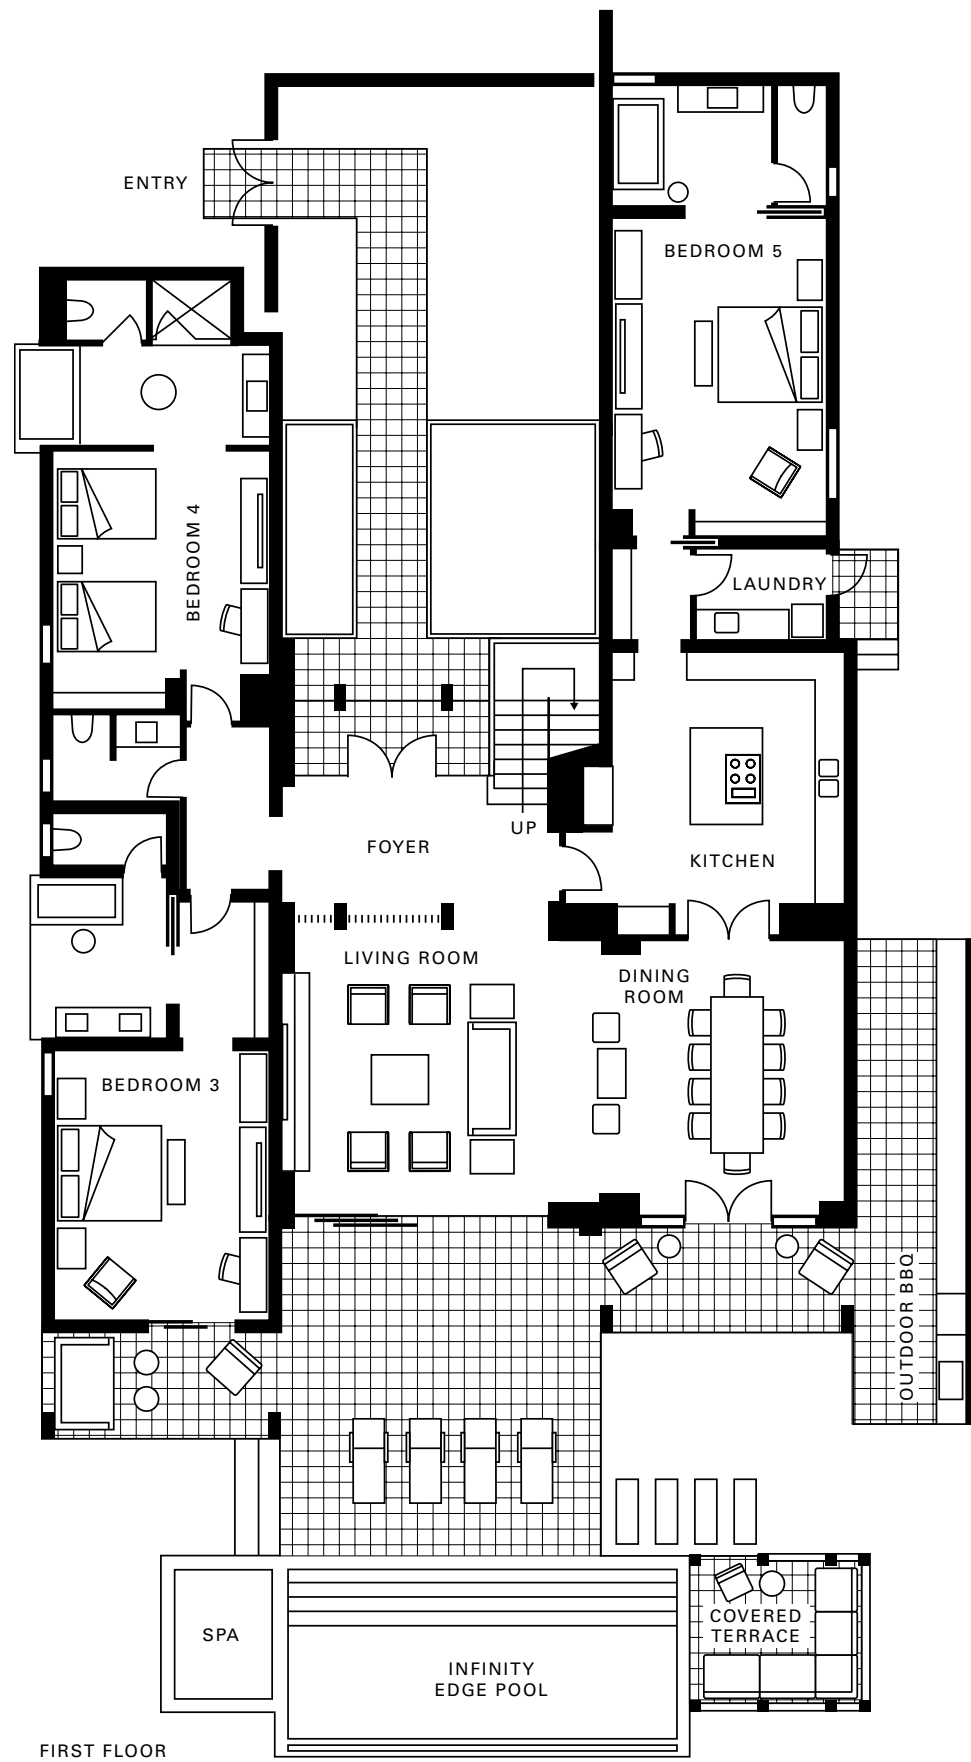 ENTRY
BEDROOM 5
BEDROOM 4
LAUNDRY
UP
FOYER
KITCHEN
LIVING ROOM
DINING
ROOM
BEDROOM 3
OUTDOOR BBQ
COVERED
TERRACE
SPA
INFINITY
EDGE POOL
FIRST FLOOR